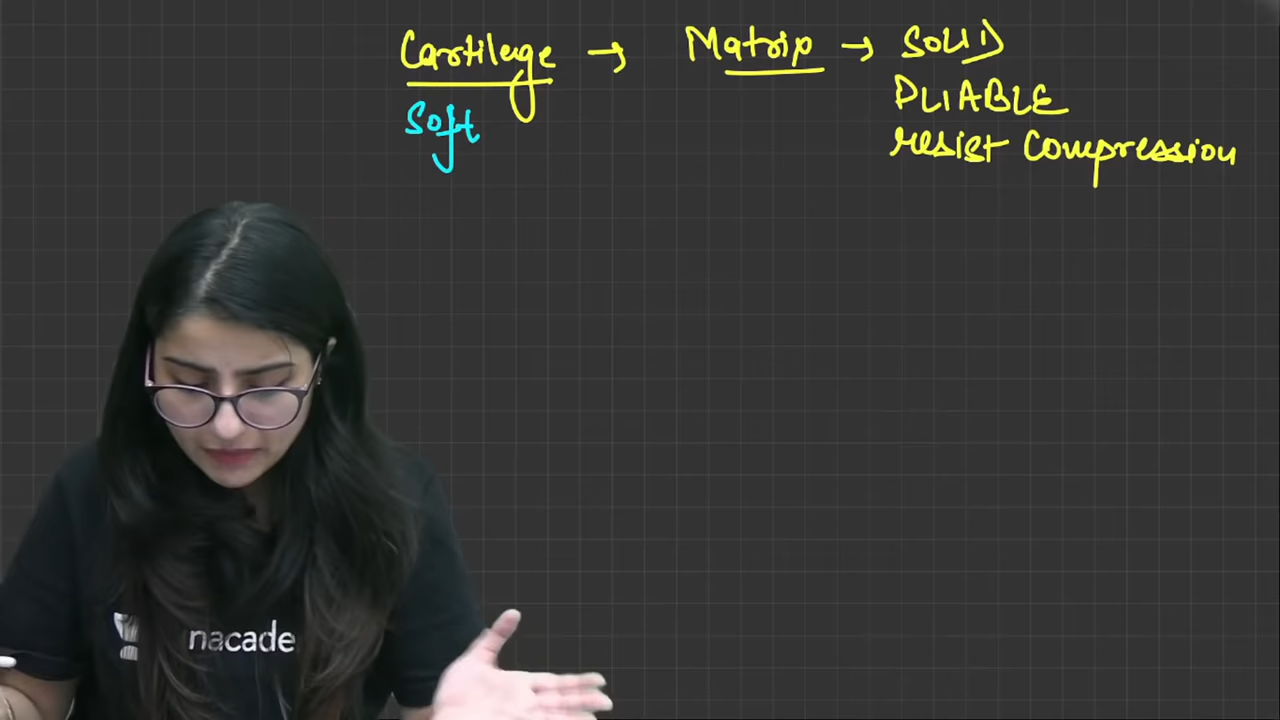 Cartilage → Matrix → SOLID
Soft
PLIABLE
resist compression
nacade